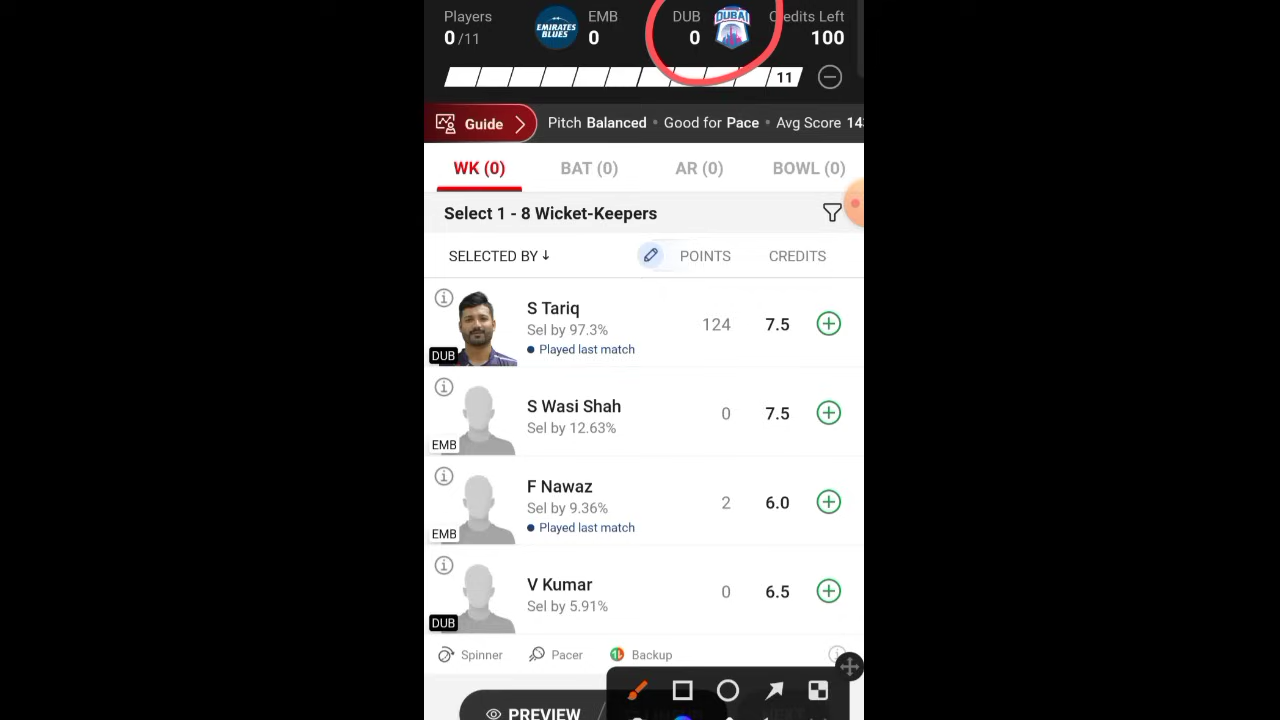 Players
0/11
EMIRATES BLUES
EMB
0
DUB
0
DUBAI
Credits Left
100
11
Guide
Pitch Balanced • Good for Pace • Avg Score 14
WK (0) BAT (0) AR (0) BOWL (0)
Select 1 - 8 Wicket-Keepers
SELECTED BY ↓ POINTS CREDITS
S Tariq
Sel by 97.3%
124 7.5
• Played last match
DUB
S Wasi Shah
Sel by 12.63%
0 7.5
EMB
F Nawaz
Sel by 9.36%
2 6.0
• Played last match
EMB
V Kumar
Sel by 5.91%
0 6.5
DUB
Spinner Pacer Backup
PREVIEW